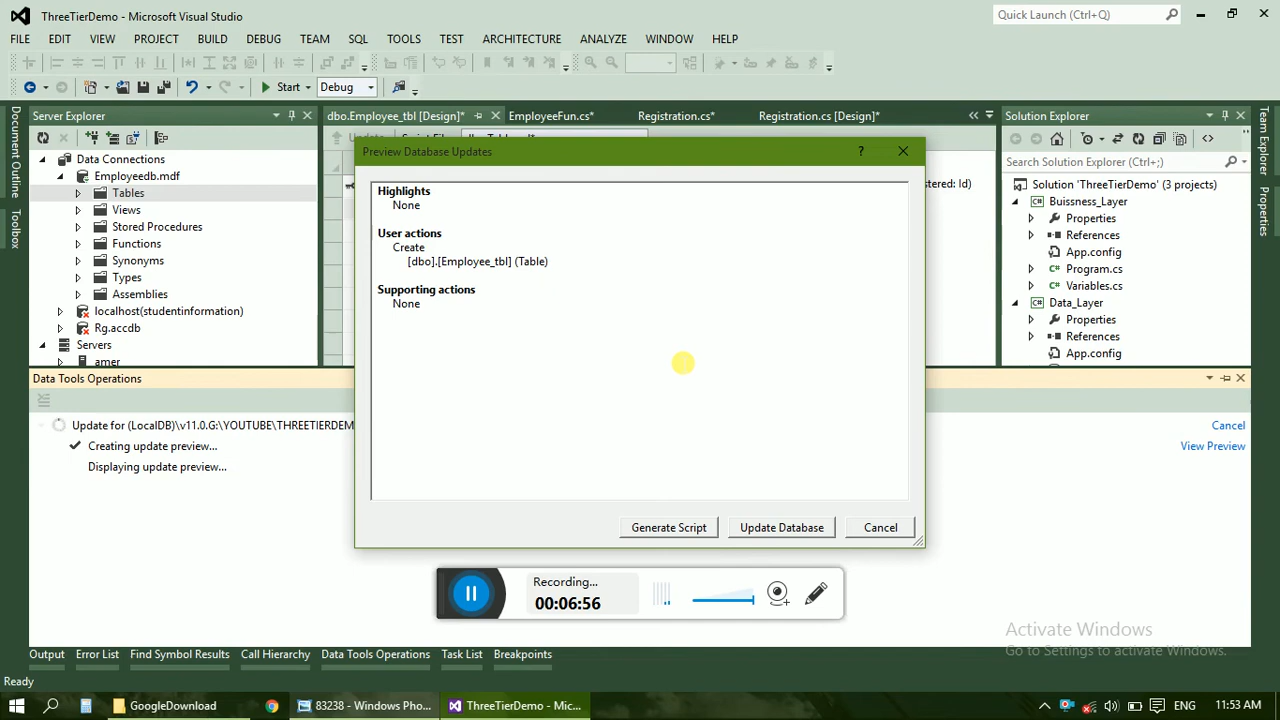 ThreeTierDemo - Microsoft Visual Studio
Quick Launch (Ctrl+Q)
FILE EDIT VIEW PROJECT BUILD DEBUG TEAM SQL TOOLS TEST ARCHITECTURE ANALYZE WINDOW HELP
Start Debug
Document Outline
Toolbox
Server Explorer
Data Connections
Employeedb.mdf
Tables
Views
Stored Procedures
Functions
Synonyms
Types
Assemblies
localhost(studentinformation)
Rg.accdb
Servers
amer
dbo.Employee_tbl [Design]* EmployeeFun.cs* Registration.cs* Registration.cs [Design]*
Preview Database Updates
Highlights
None
User actions
Create
[dbo].[Employee_tbl] (Table)
Supporting actions
None
Generate Script Update Database Cancel
stered: Id)
Solution Explorer
Search Solution Explorer (Ctrl+;)
Solution 'ThreeTierDemo' (3 projects)
Buissness_Layer
Properties
References
App.config
Program.cs
Variables.cs
Data_Layer
Properties
References
App.config
Solution Explorer
Properties
Data Tools Operations
Update for (LocalDB)\v11.0.G:\YOUTUBE\THREETIERDEM
Cancel
Creating update preview...
View Preview
Displaying update preview...
Recording...
00:06:56
Activate Windows
Go to Settings to activate Windows.
Output Error List Find Symbol Results Call Hierarchy Data Tools Operations Task List Breakpoints
Ready
GoogleDownload 83238 - Windows Pho... ThreeTierDemo - Mic... ENG 11:53 AM